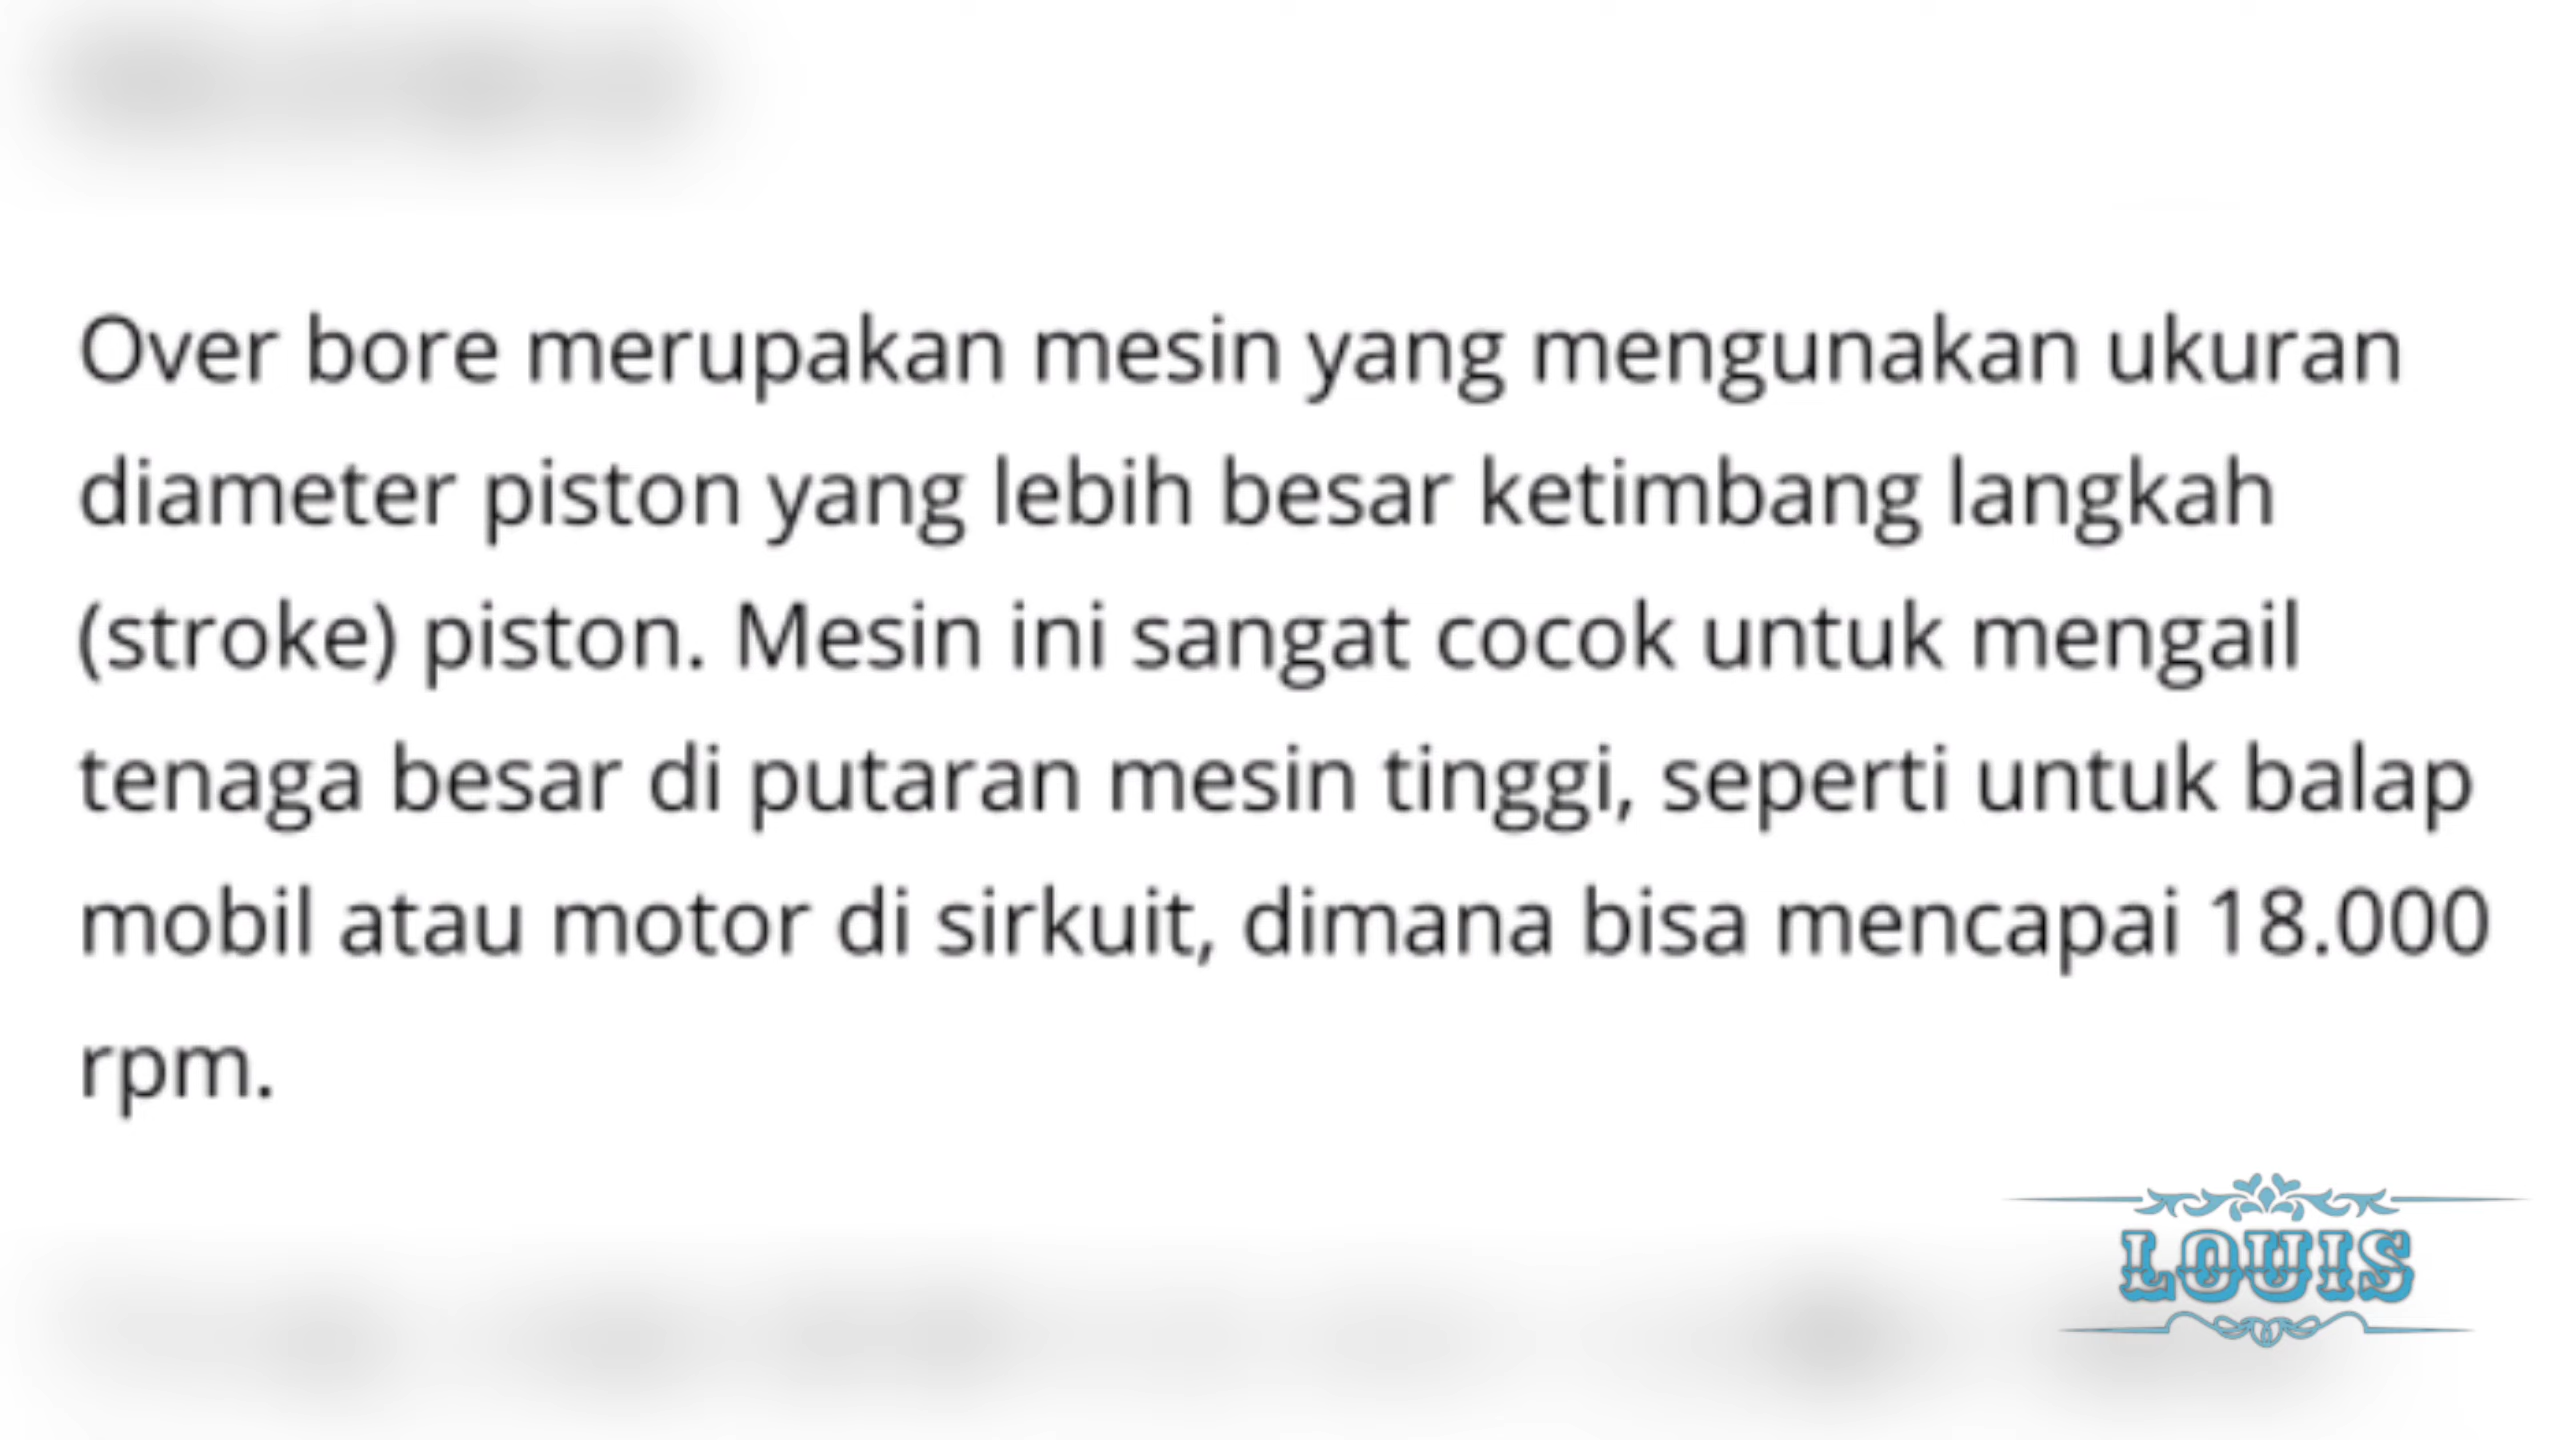 Over bore merupakan mesin yang mengunakan ukuran
diameter piston yang lebih besar ketimbang langkah
(stroke) piston. Mesin ini sangat cocok untuk mengail
tenaga besar di putaran mesin tinggi, seperti untuk balap
mobil atau motor di sirkuit, dimana bisa mencapai 18.000
rpm.
LOUIS